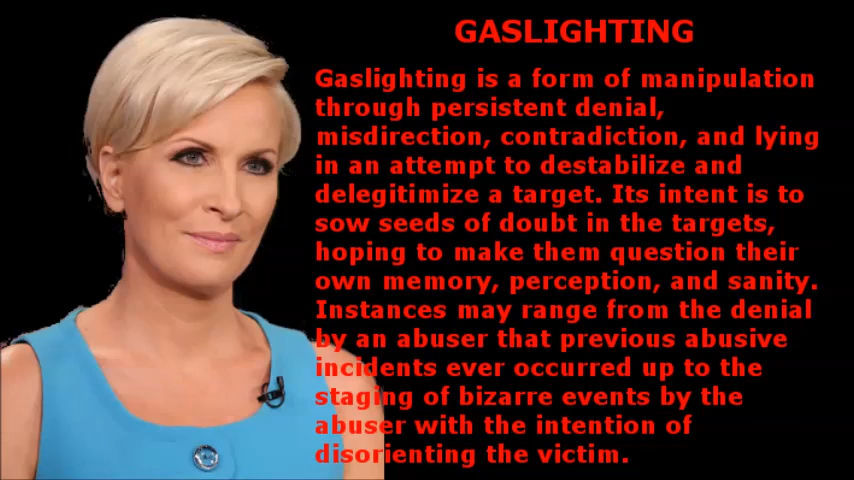 GASLIGHTING
Gaslighting is a form of manipulation
through persistent denial,
misdirection, contradiction, and lying
in an attempt to destabilize and
delegitimize a target. Its intent is to
sow seeds of doubt in the targets,
hoping to make them question their
own memory, perception, and sanity.
Instances may range from the denial
by an abuser that previous abusive
incidents ever occurred up to the
staging of bizarre events by the
abuser with the intention of
disorienting the victim.